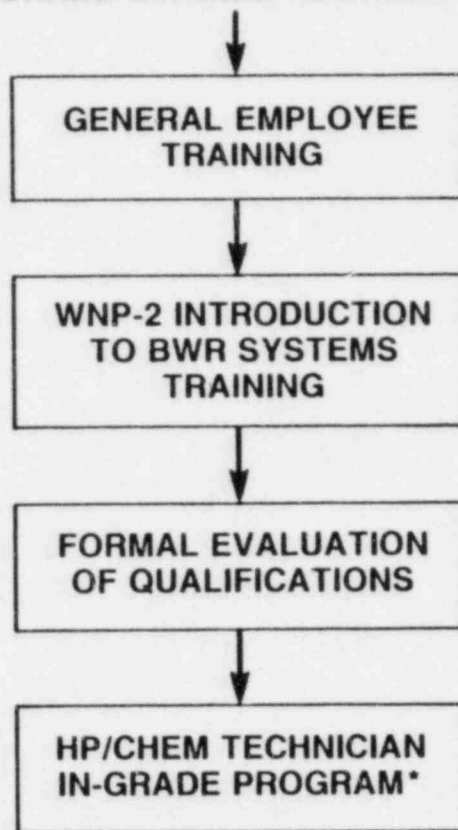 GENERAL EMPLOYEE
TRAINING
WNP-2 INTRODUCTION
TO BWR SYSTEMS
TRAINING
FORMAL EVALUATION
OF QUALIFICATIONS
HP/CHEM TECHNICIAN
IN-GRADE PROGRAM*